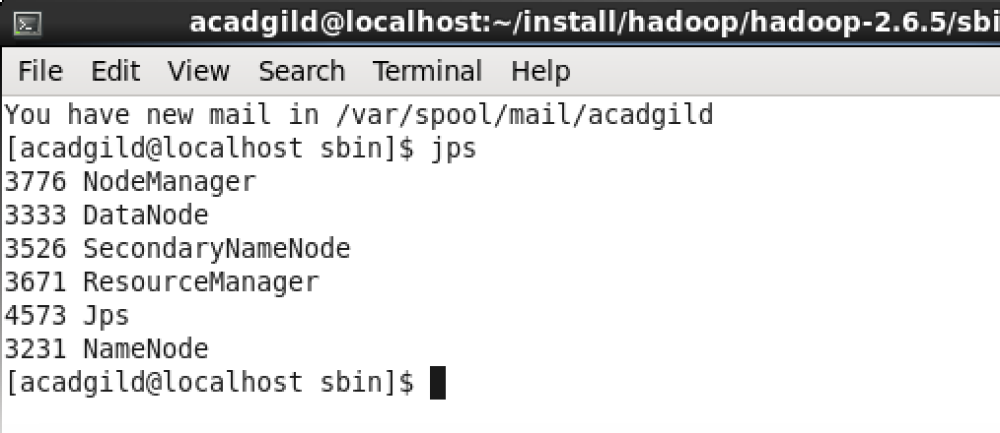 acadgild@localhost:~/install/hadoop/hadoop-2.6.5/sbi
File Edit View Search Terminal Help
You have new mail in /var/spool/mail/acadgild
[acadgild@localhost sbin]$ jps
3776 NodeManager
3333 DataNode
3526 SecondaryNameNode
3671 ResourceManager
4573 Jps
3231 NameNode
[acadgild@localhost sbin]$